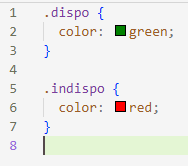 1 .dispo {
2   color: green;
3 }
4
5 .indispo {
6   color: red;
7 }
8